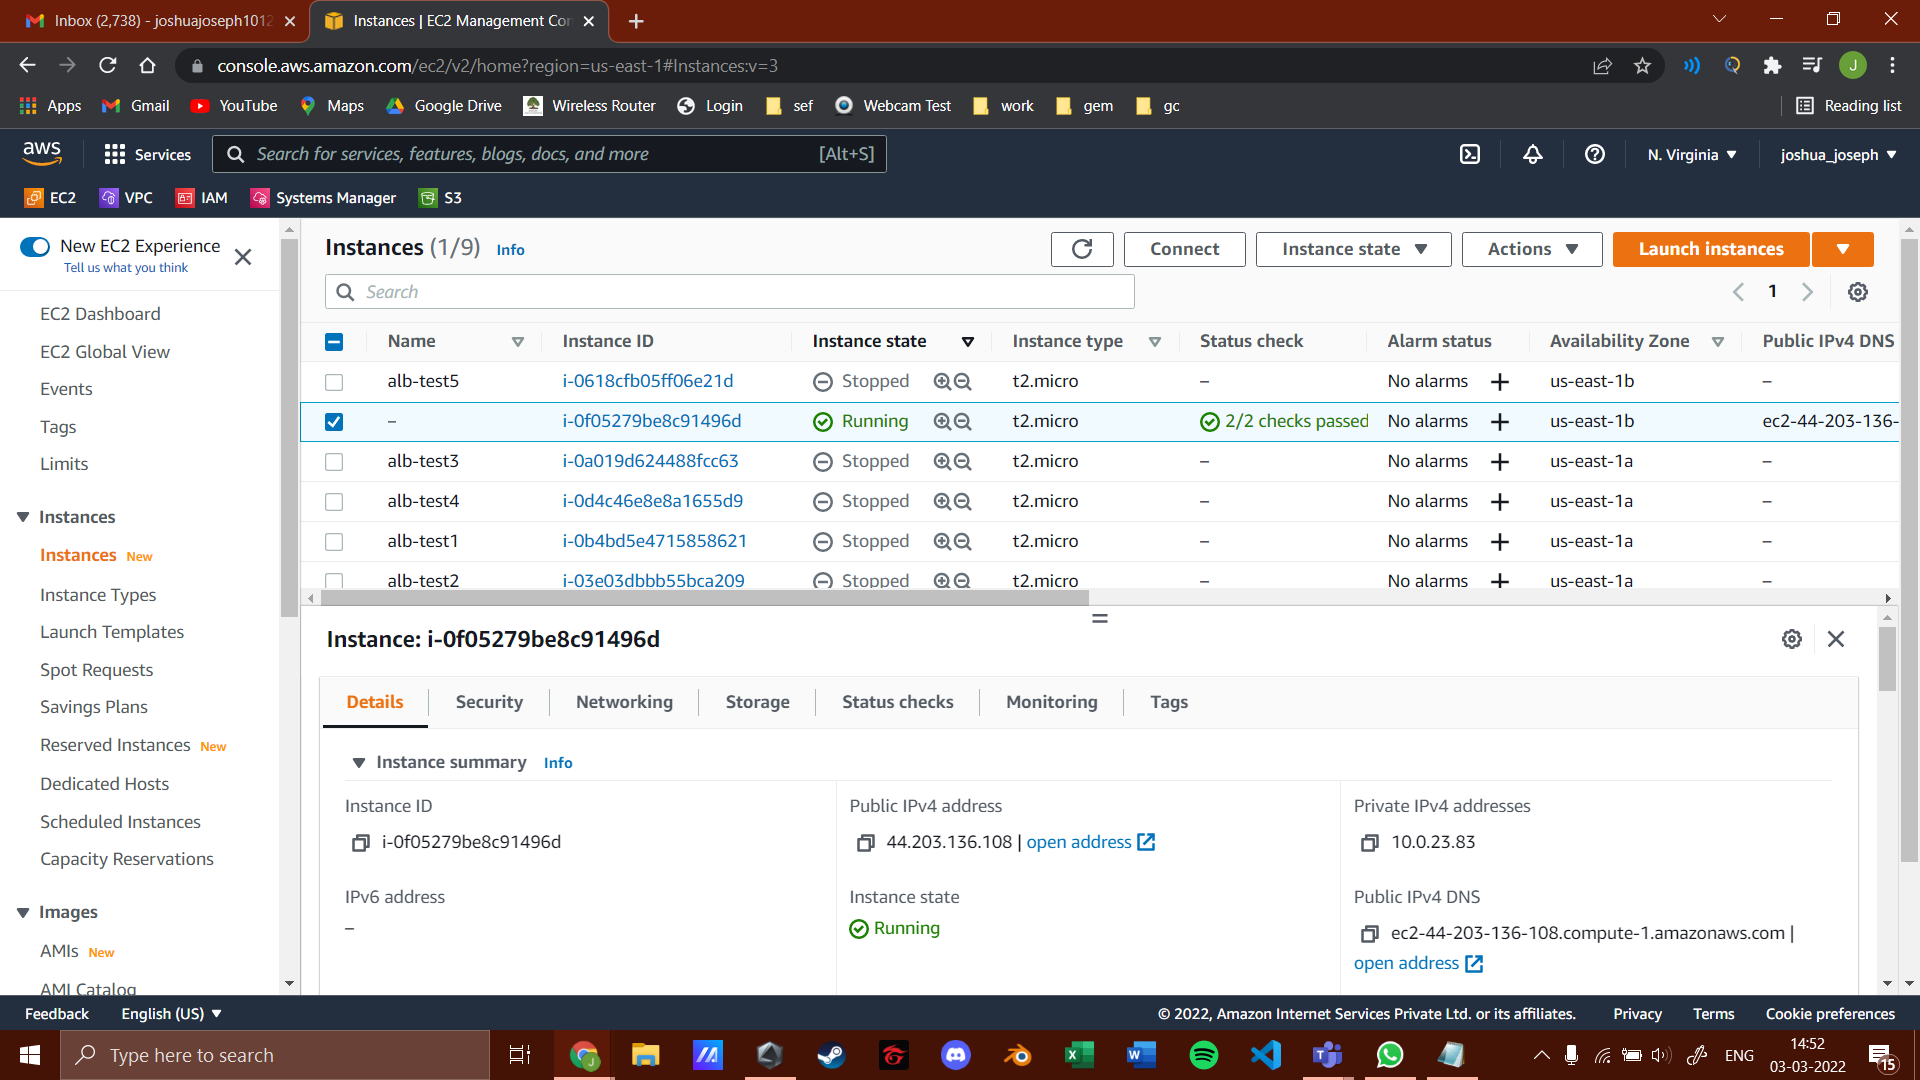 Inbox (2,738) - joshuajoseph1012
Instances | EC2 Management Con
console.aws.amazon.com/ec2/v2/home?region=us-east-1#Instances:v=3
J
Apps Gmail YouTube Maps Google Drive Wireless Router Login sef Webcam Test work gem gc Reading list
aws Services Search for services, features, blogs, docs, and more [Alt+S] N. Virginia joshua_joseph
EC2 VPC IAM Systems Manager S3
New EC2 Experience
Tell us what you think
EC2 Dashboard
EC2 Global View
Events
Tags
Limits
Instances
Instances New
Instance Types
Launch Templates
Spot Requests
Savings Plans
Reserved Instances New
Dedicated Hosts
Scheduled Instances
Capacity Reservations
Images
AMIs New
AMI Catalog
Instances (1/9) Info
Connect Instance state Actions Launch instances
Search
1
Name Instance ID Instance state Instance type Status check Alarm status Availability Zone Public IPv4 DNS
alb-test5 i-0618cfb05ff06e21d Stopped t2.micro – No alarms us-east-1b –
– i-0f05279be8c91496d Running t2.micro 2/2 checks passed No alarms us-east-1b ec2-44-203-136-
alb-test3 i-0a019d624488fcc63 Stopped t2.micro – No alarms us-east-1a –
alb-test4 i-0d4c46e8e8a1655d9 Stopped t2.micro – No alarms us-east-1a –
alb-test1 i-0b4bd5e4715858621 Stopped t2.micro – No alarms us-east-1a –
alb-test2 i-03e03dbbb55bca209 Stopped t2.micro – No alarms us-east-1a –
Instance: i-0f05279be8c91496d
Details Security Networking Storage Status checks Monitoring Tags
Instance summary Info
Instance ID
i-0f05279be8c91496d
Public IPv4 address
44.203.136.108 | open address
Private IPv4 addresses
10.0.23.83
IPv6 address
–
Instance state
Running
Public IPv4 DNS
ec2-44-203-136-108.compute-1.amazonaws.com |
open address
Feedback English (US) © 2022, Amazon Internet Services Private Ltd. or its affiliates. Privacy Terms Cookie preferences
Type here to search
ENG
14:52
03-03-2022
15